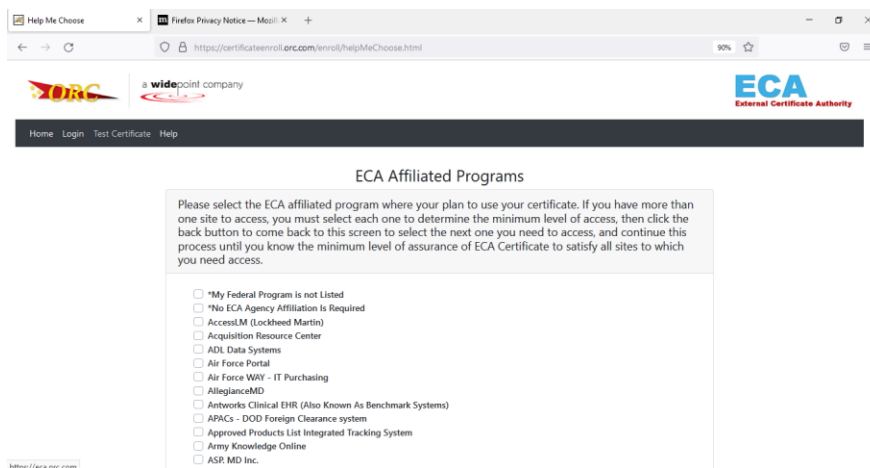 Help Me Choose
Firefox Privacy Notice — Mozill
https://certificateenroll.orc.com/enroll/helpMeChoose.html
90%
ORC
a widepoint company
ECA
External Certificate Authority
Home Login Test Certificate Help
ECA Affiliated Programs
Please select the ECA affiliated program where your plan to use your certificate. If you have more than
one site to access, you must select each one to determine the minimum level of access, then click the
back button to come back to this screen to select the next one you need to access, and continue this
process until you know the minimum level of assurance of ECA Certificate to satisfy all sites to which
you need access.
*My Federal Program is not Listed
*No ECA Agency Affiliation Is Required
AccessLM (Lockheed Martin)
Acquisition Resource Center
ADL Data Systems
Air Force Portal
Air Force WAY - IT Purchasing
AllegianceMD
Antworks Clinical EHR (Also Known As Benchmark Systems)
APACs - DOD Foreign Clearance system
Approved Products List Integrated Tracking System
Army Knowledge Online
ASP. MD Inc.
https://eca.orc.com